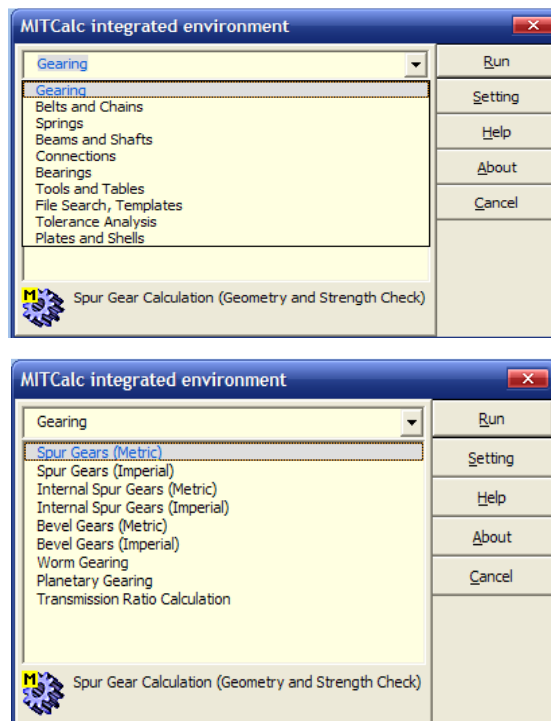 MITCalc integrated environment
Gearing
Run
Gearing
Setting
Belts and Chains
Springs
Help
Beams and Shafts
Connections
About
Bearings
Tools and Tables
Cancel
File Search, Templates
Tolerance Analysis
Plates and Shells
M Spur Gear Calculation (Geometry and Strength Check)
MITCalc integrated environment
Gearing
Run
Spur Gears (Metric)
Setting
Spur Gears (Imperial)
Internal Spur Gears (Metric)
Help
Internal Spur Gears (Imperial)
Bevel Gears (Metric)
About
Bevel Gears (Imperial)
Worm Gearing
Cancel
Planetary Gearing
Transmission Ratio Calculation
M Spur Gear Calculation (Geometry and Strength Check)